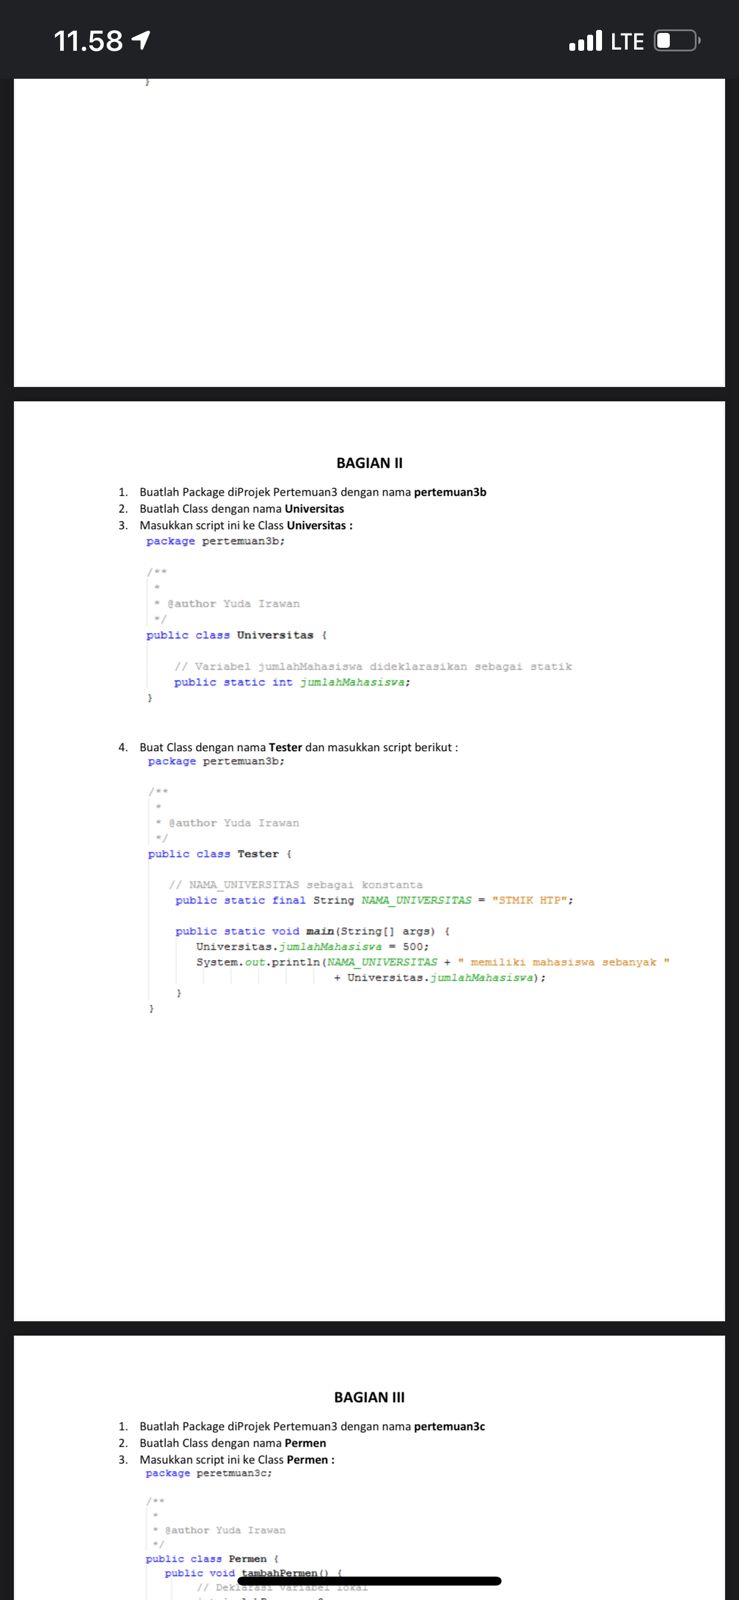 11.58
LTE
}
BAGIAN II
1. Buatlah Package diProjek Pertemuan3 dengan nama pertemuan3b
2. Buatlah Class dengan nama Universitas
3. Masukkan script ini ke Class Universitas :
package pertemuan3b;
/**
*
* @author Yuda Irawan
*/
public class Universitas {
// Variabel jumlahMahasiswa dideklarasikan sebagai statik
public static int jumlahMahasiswa;
}
4. Buat Class dengan nama Tester dan masukkan script berikut :
package pertemuan3b;
/**
*
* @author Yuda Irawan
*/
public class Tester {
// NAMA_UNIVERSITAS sebagai konstanta
public static final String NAMA_UNIVERSITAS = "STMIK HTP";
public static void main(String[] args) {
Universitas.jumlahMahasiswa = 500;
System.out.println(NAMA_UNIVERSITAS + " memiliki mahasiswa sebanyak "
+ Universitas.jumlahMahasiswa);
}
}
BAGIAN III
1. Buatlah Package diProjek Pertemuan3 dengan nama pertemuan3c
2. Buatlah Class dengan nama Permen
3. Masukkan script ini ke Class Permen :
package peretmuan3c;
/**
*
* @author Yuda Irawan
*/
public class Permen {
public void tambahPermen() {
// Deklarasi variabel lokal